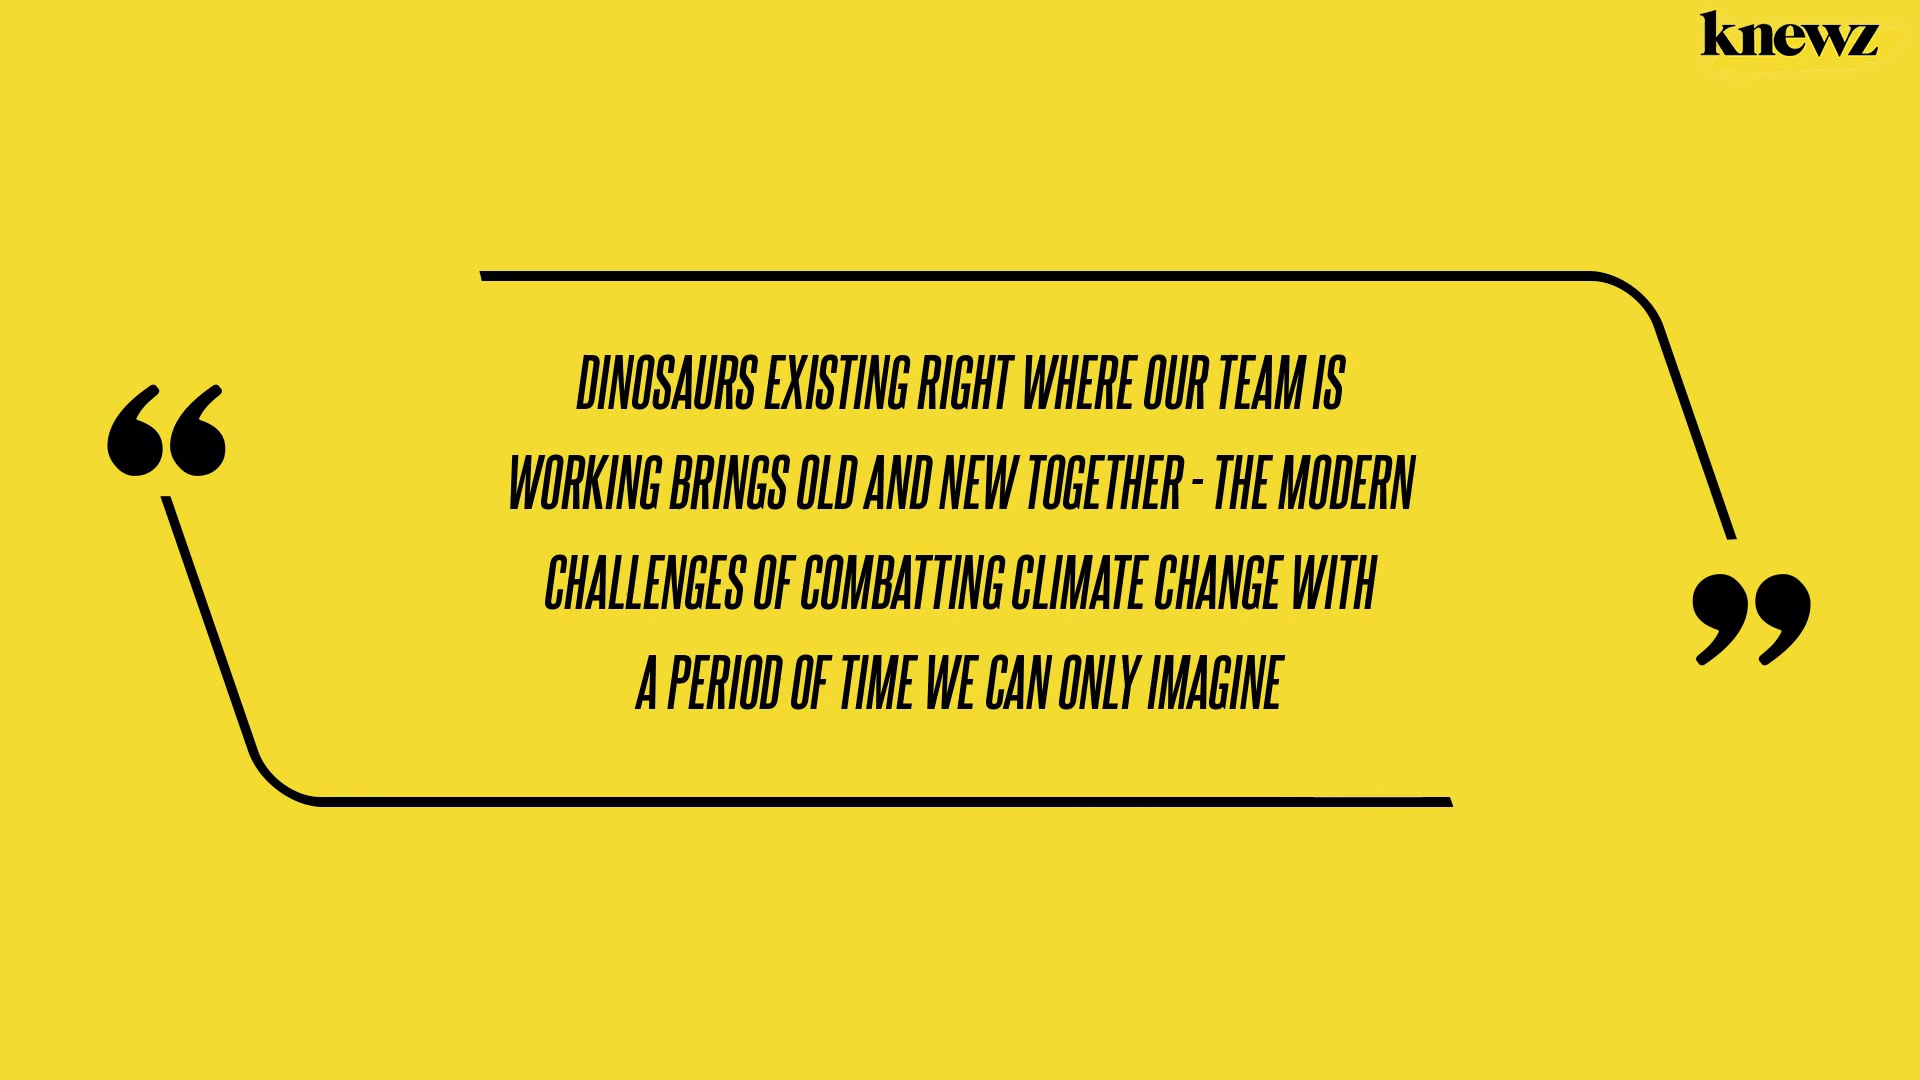 knewz
DINOSAURS EXISTING RIGHT WHERE OUR TEAM IS
WORKING BRINGS OLD AND NEW TOGETHER - THE MODERN
CHALLENGES OF COMBATTING CLIMATE CHANGE WITH
A PERIOD OF TIME WE CAN ONLY IMAGINE